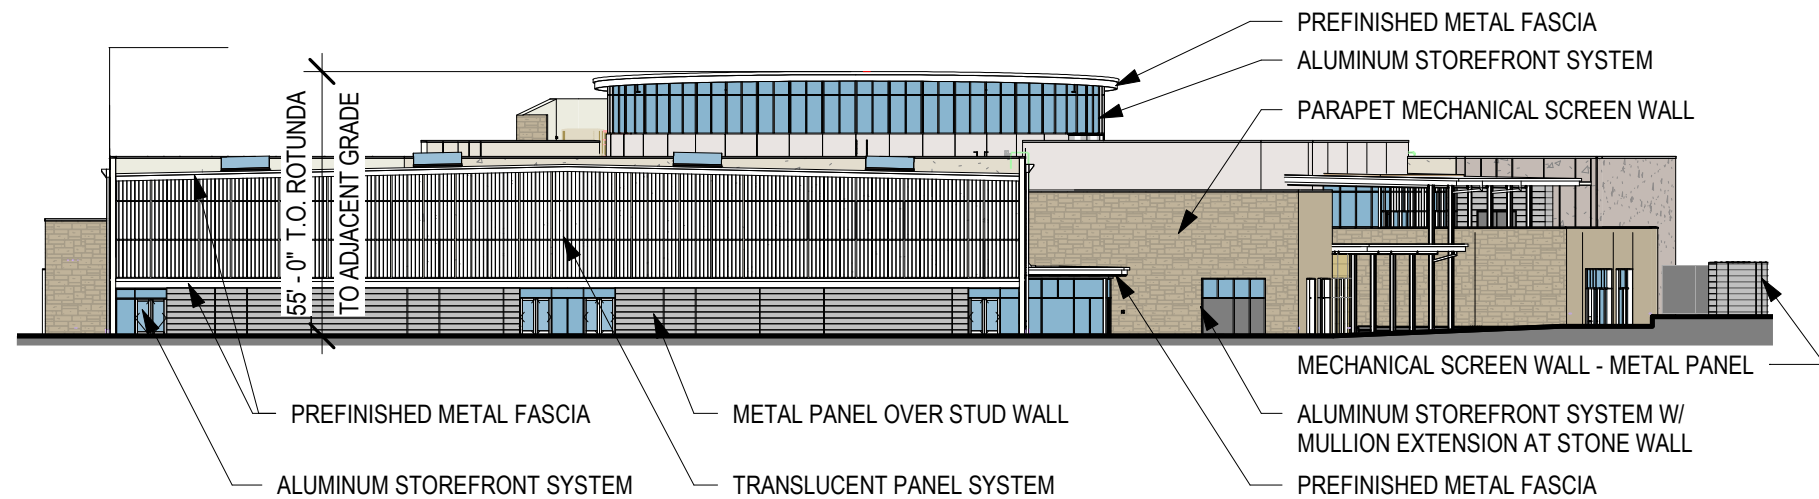 PREFINISHED METAL FASCIA
ALUMINUM STOREFRONT SYSTEM
PARAPET MECHANICAL SCREEN WALL
55' - 0" T.O. ROTUNDA
TO ADJACENT GRADE
MECHANICAL SCREEN WALL - METAL PANEL
PREFINISHED METAL FASCIA
METAL PANEL OVER STUD WALL
ALUMINUM STOREFRONT SYSTEM W/
MULLION EXTENSION AT STONE WALL
ALUMINUM STOREFRONT SYSTEM
TRANSLUCENT PANEL SYSTEM
PREFINISHED METAL FASCIA